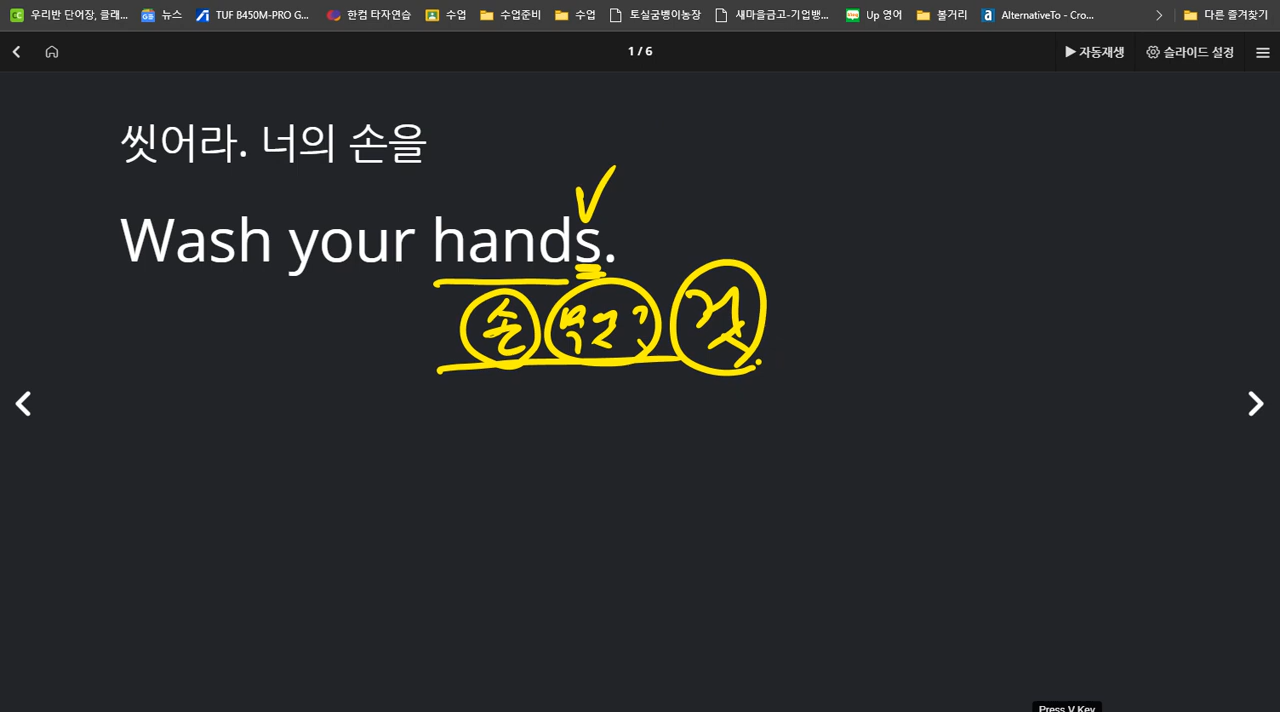 우리반 단어장, 클래... 뉴스 TUF B450M-PRO G... 한컴 타자연습 수업 수업준비 수업 토실굼벵이농장 새마을금고-기업뱅... Up 영어 볼거리 AlternativeTo - Cro... 다른 즐겨찾기
1 / 6 자동재생 슬라이드 설정
씻어라. 너의 손을
Wash your hands.
손
Press V Key